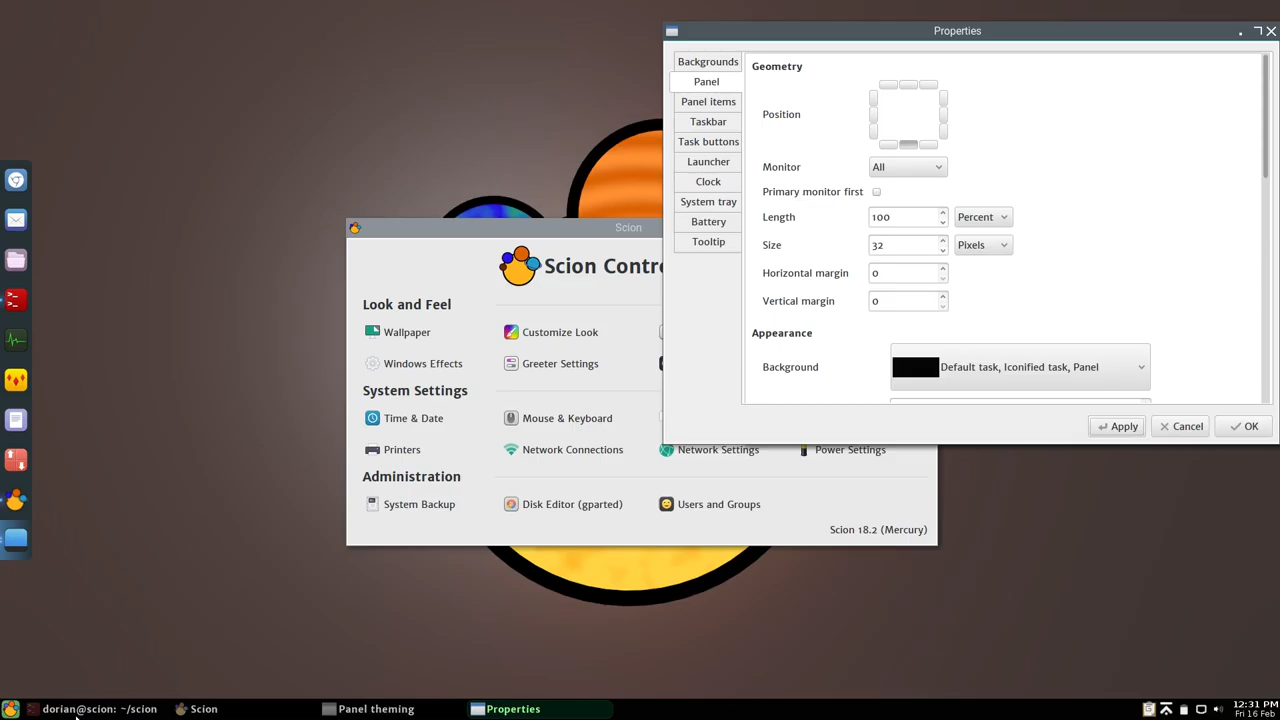 Properties
Backgrounds
Panel
Panel items
Taskbar
Task buttons
Launcher
Clock
System tray
Battery
Tooltip
Geometry
Position
Monitor All
Primary monitor first
Length 100 Percent
Size 32 Pixels
Horizontal margin 0
Vertical margin 0
Appearance
Background Default task, Iconified task, Panel
Apply Cancel OK
Scion
Scion Contr
Look and Feel
Wallpaper Customize Look
Windows Effects Greeter Settings
System Settings
Time & Date Mouse & Keyboard
Printers Network Connections Network Settings Power Settings
Administration
System Backup Disk Editor (gparted) Users and Groups
Scion 18.2 (Mercury)
dorian@scion: ~/scion Scion Panel theming Properties
12:31 PM
Fri 16 Feb